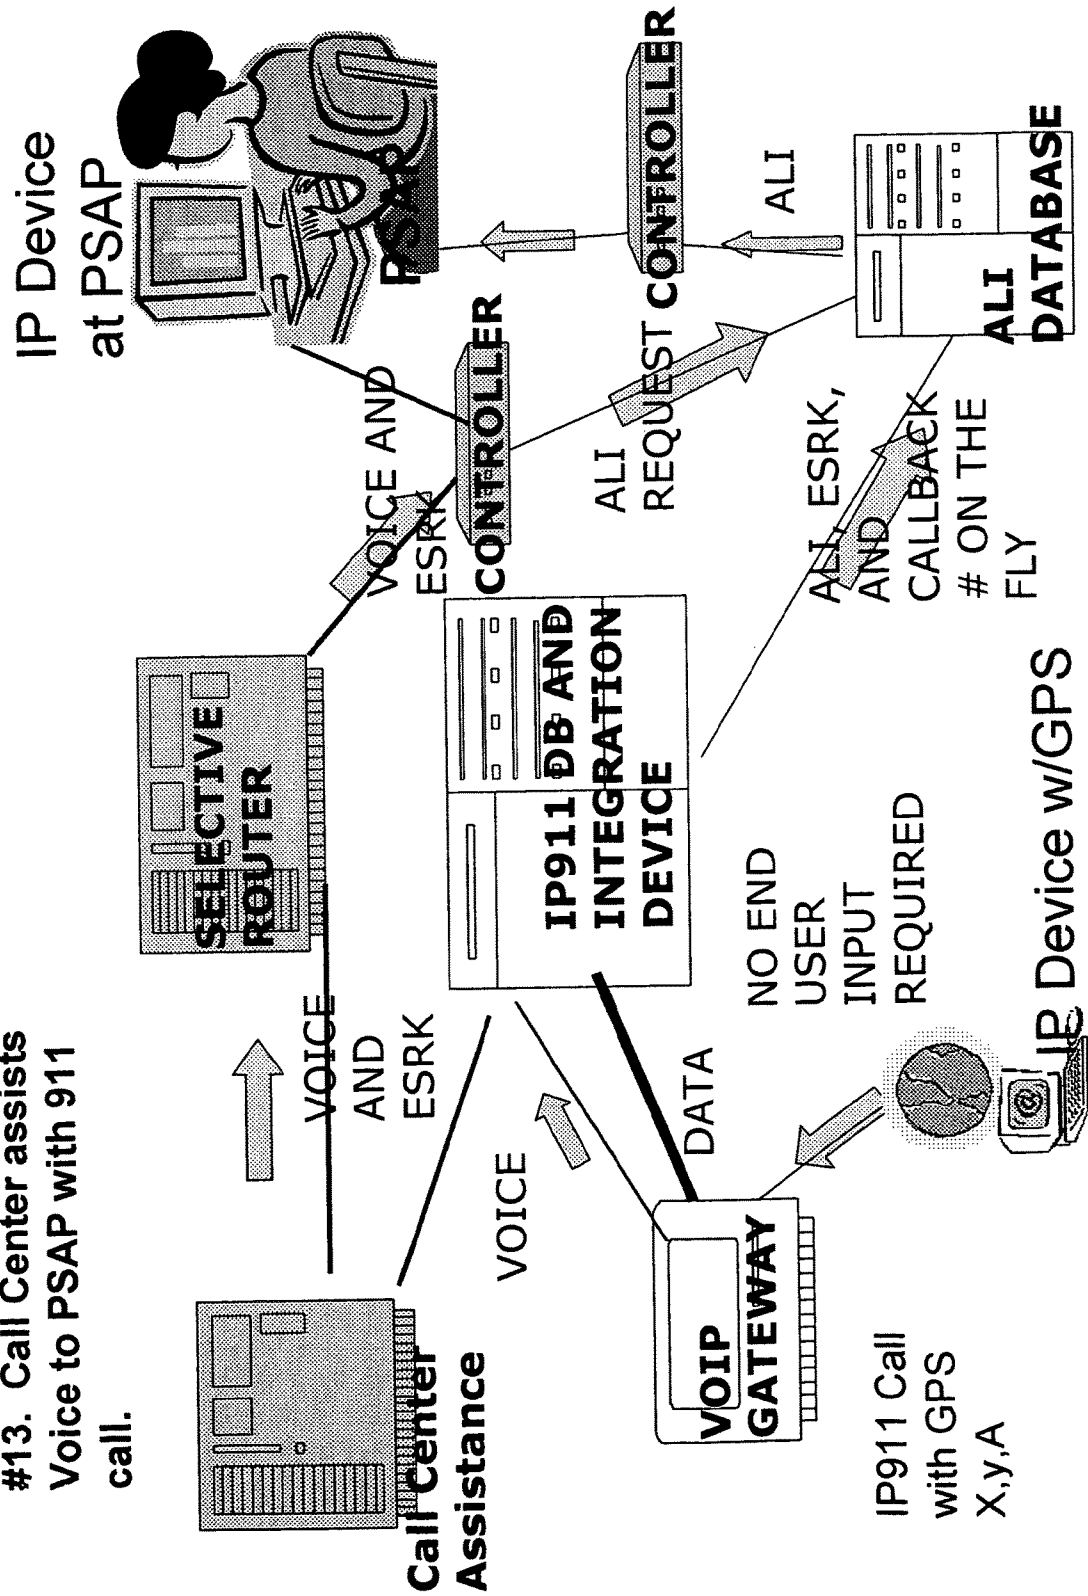 #13. Call Center assists
Voice to PSAP with 911
call.
IP Device
at PSAP
PSAP
SELECTIVE
ROUTER
VOICE AND
ESRK
CONTROLLER
CONTROLLER
VOICE
AND
ESRK
Call Center
Assistance
VOICE
IP911 DB AND
INTEGRATION
DEVICE
ALI
REQUEST
ALI
ALI
DATABASE
ALI, ESRK,
AND
CALLBACK
# ON THE
FLY
DATA
VOIP
GATEWAY
NO END
USER
INPUT
REQUIRED
IP911 Call
with GPS
X,y,A
@
IP Device w/GPS